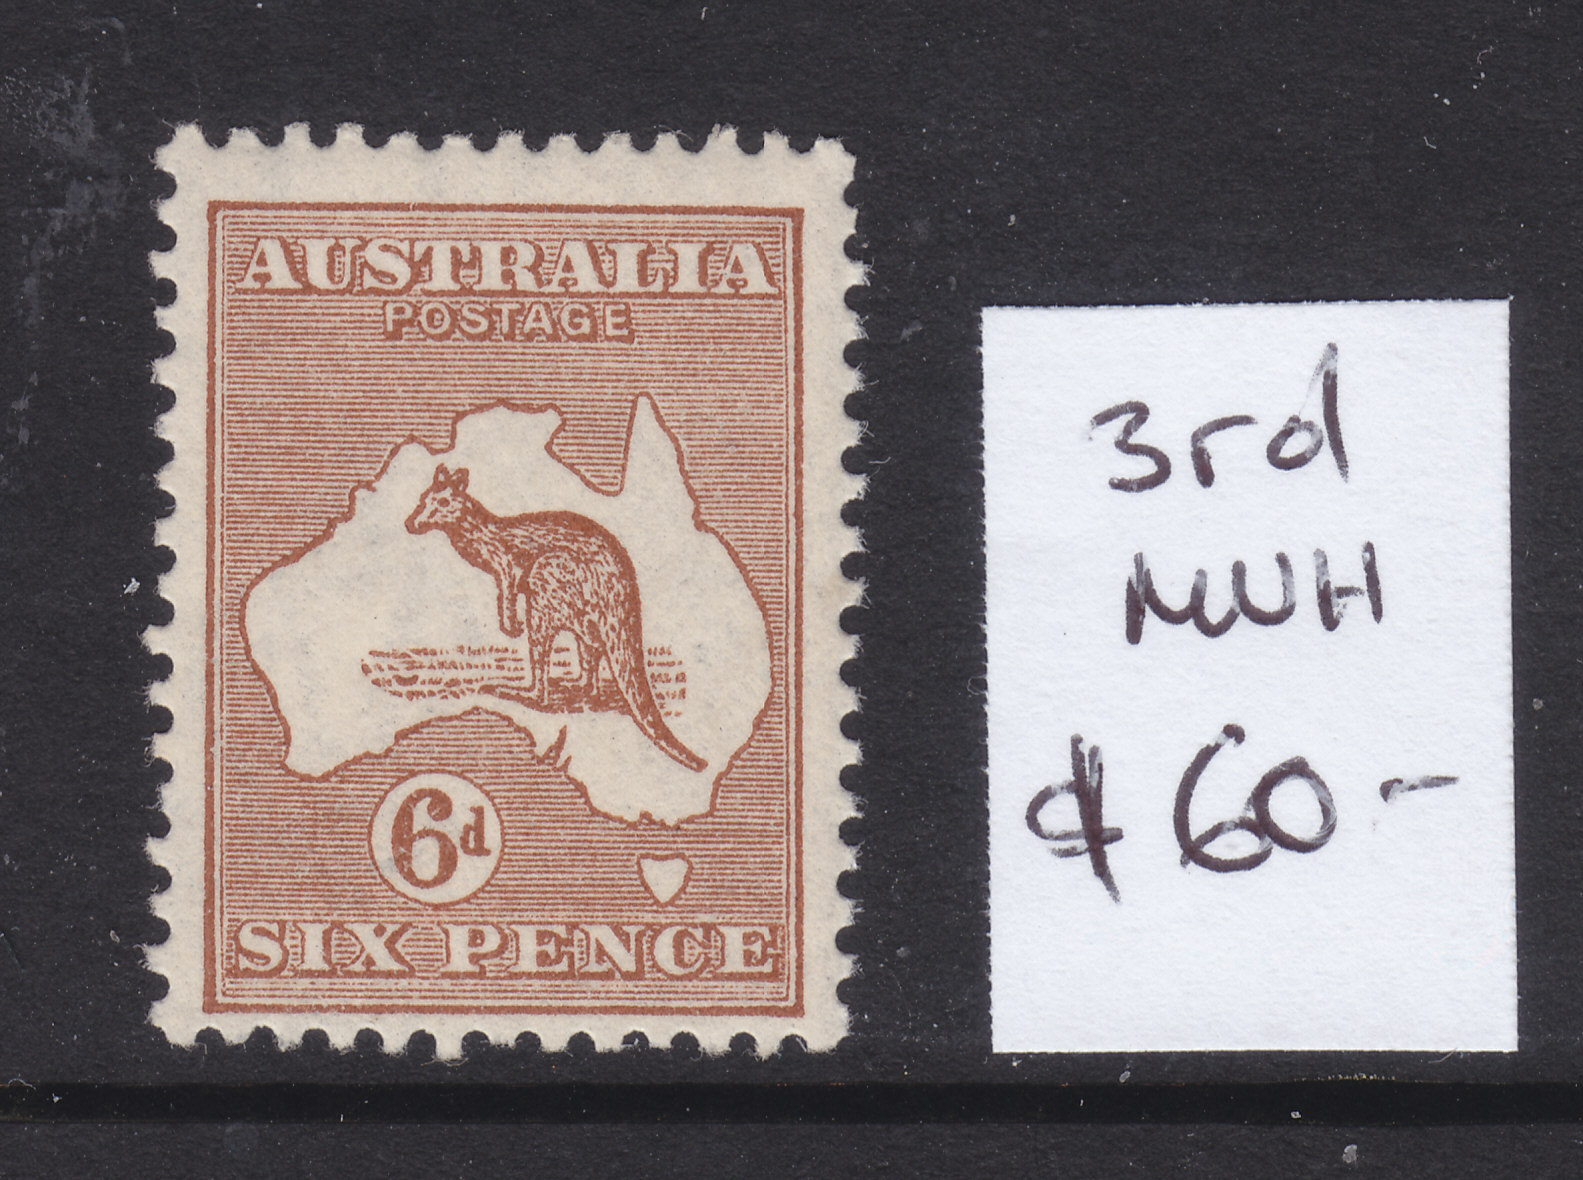 AUSTRALIA
POSTAGE
6d
SIX PENCE
3rd
MUH
$60-